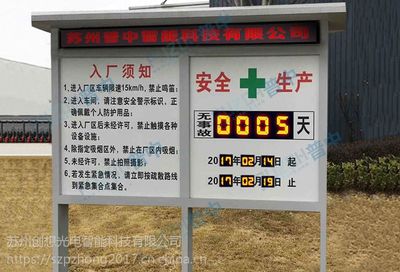 苏州普中智能科技有限公司
入厂须知
1,进入厂区车辆限速15km/h,禁止鸣笛;
2,进入车间,请注意安全警示标识,正
确佩戴个人防护用品;
3,进入厂区后未经许可,禁止触摸各种
设备设施;
4,除指定吸烟区外,禁止在厂区内吸烟;
5,未经许可,禁止拍照摄影;
6,若发生紧急情况,请立即按疏散路线
到紧急集合点集合。
安全 生产
无事故 0005 天
2017年02月14日 起
2017年02月19日 止
普中
苏州创想光电智能科技有限公司
https://szpzhong2017.cn.china.cn